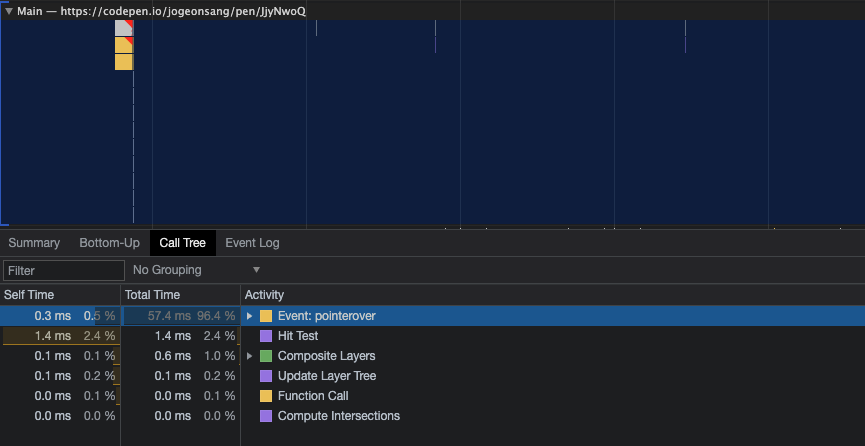 Main — https://codepen.io/jogeonsang/pen/JjyNwoQ
Summary Bottom-Up Call Tree Event Log
Filter No Grouping
Self Time Total Time Activity
0.3 ms 0.5 % 57.4 ms 96.4 % Event: pointerover
1.4 ms 2.4 % 1.4 ms 2.4 % Hit Test
0.1 ms 0.1 % 0.6 ms 1.0 % Composite Layers
0.1 ms 0.2 % 0.1 ms 0.2 % Update Layer Tree
0.0 ms 0.1 % 0.0 ms 0.1 % Function Call
0.0 ms 0.0 % 0.0 ms 0.0 % Compute Intersections